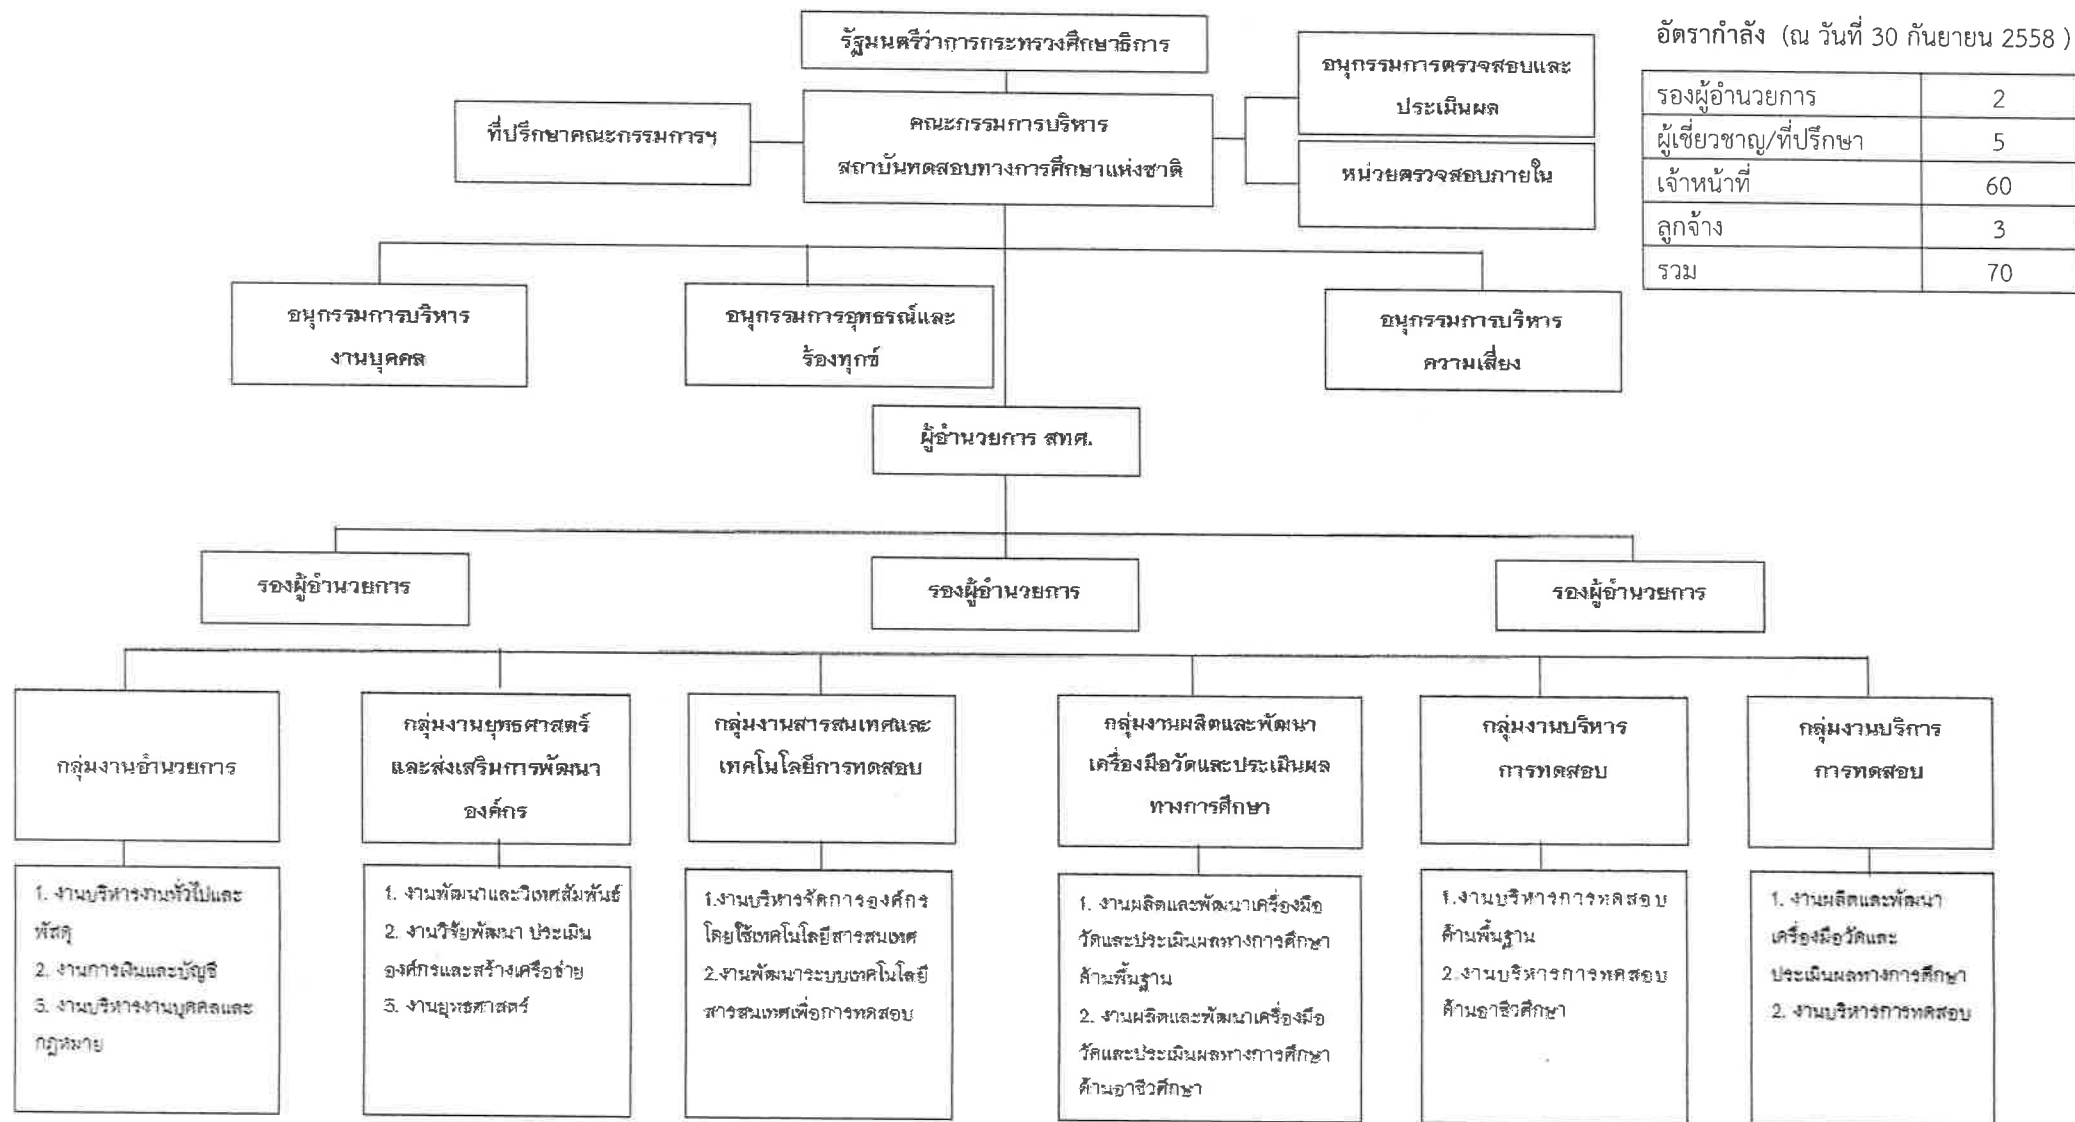 รัฐมนตรีว่าการกระทรวงศึกษาธิการ
อัตรากำลัง (ณ วันที่ 30 กันยายน 2558 )
รองผู้อำนวยการ 2
ผู้เชี่ยวชาญ/ที่ปรึกษา 5
เจ้าหน้าที่ 60
ลูกจ้าง 3
รวม 70
ที่ปรึกษาคณะกรรมการฯ
คณะกรรมการบริหาร
สถาบันทดสอบทางการศึกษาแห่งชาติ
อนุกรรมการตรวจสอบและ
ประเมินผล
หน่วยตรวจสอบภายใน
อนุกรรมการบริหาร
งานบุคคล
อนุกรรมการอุทธรณ์และ
ร้องทุกข์
อนุกรรมการบริหาร
ความเสี่ยง
ผู้อำนวยการ สทศ.
รองผู้อำนวยการ
รองผู้อำนวยการ
รองผู้อำนวยการ
กลุ่มงานอำนวยการ
กลุ่มงานยุทธศาสตร์
และส่งเสริมการพัฒนา
องค์กร
กลุ่มงานสารสนเทศและ
เทคโนโลยีการทดสอบ
กลุ่มงานผลิตและพัฒนา
เครื่องมือวัดและประเมินผล
ทางการศึกษา
กลุ่มงานบริหาร
การทดสอบ
กลุ่มงานบริการ
การทดสอบ
1. งานบริหารงานทั่วไปและ
พัสดุ
2. งานการเงินและบัญชี
3. งานบริหารงานบุคคลและ
กฎหมาย
1. งานพัฒนาและวิเทศสัมพันธ์
2. งานวิจัยพัฒนา ประเมิน
องค์กรและสร้างเครือข่าย
3. งานยุทธศาสตร์
1.งานบริหารจัดการองค์กร
โดยใช้เทคโนโลยีสารสนเทศ
2.งานพัฒนาระบบเทคโนโลยี
สารสนเทศเพื่อการทดสอบ
1. งานผลิตและพัฒนาเครื่องมือ
วัดและประเมินผลทางการศึกษา
ด้านพื้นฐาน
2. งานผลิตและพัฒนาเครื่องมือ
วัดและประเมินผลทางการศึกษา
ด้านอาชีวศึกษา
1.งานบริหารการทดสอบ
ด้านพื้นฐาน
2.งานบริหารการทดสอบ
ด้านอาชีวศึกษา
1. งานผลิตและพัฒนา
เครื่องมือวัดและ
ประเมินผลทางการศึกษา
2. งานบริหารการทดสอบ